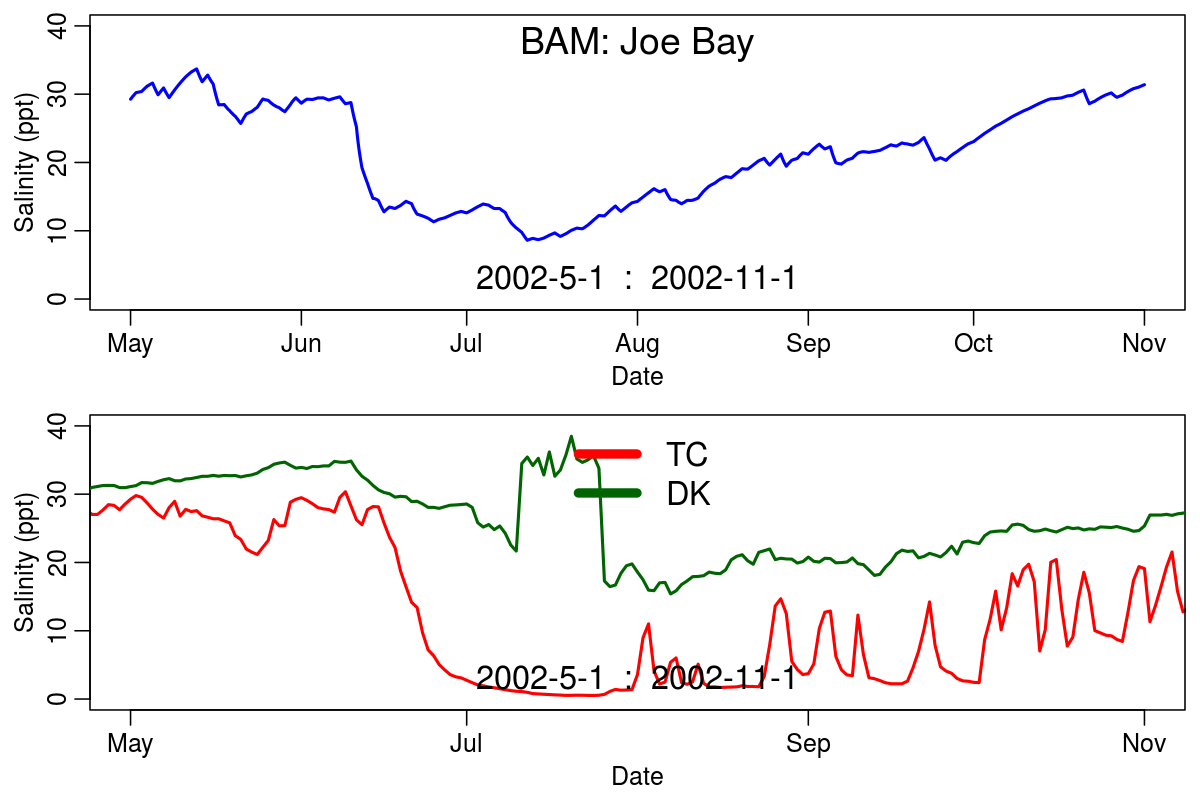 BAM: Joe Bay
40
30
20
10
0
Salinity (ppt)
2002-5-1 : 2002-11-1
May Jun Jul Aug Sep Oct Nov
Date
40
30
20
10
0
Salinity (ppt)
TC
DK
2002-5-1 : 2002-11-1
May Jul Sep Nov
Date